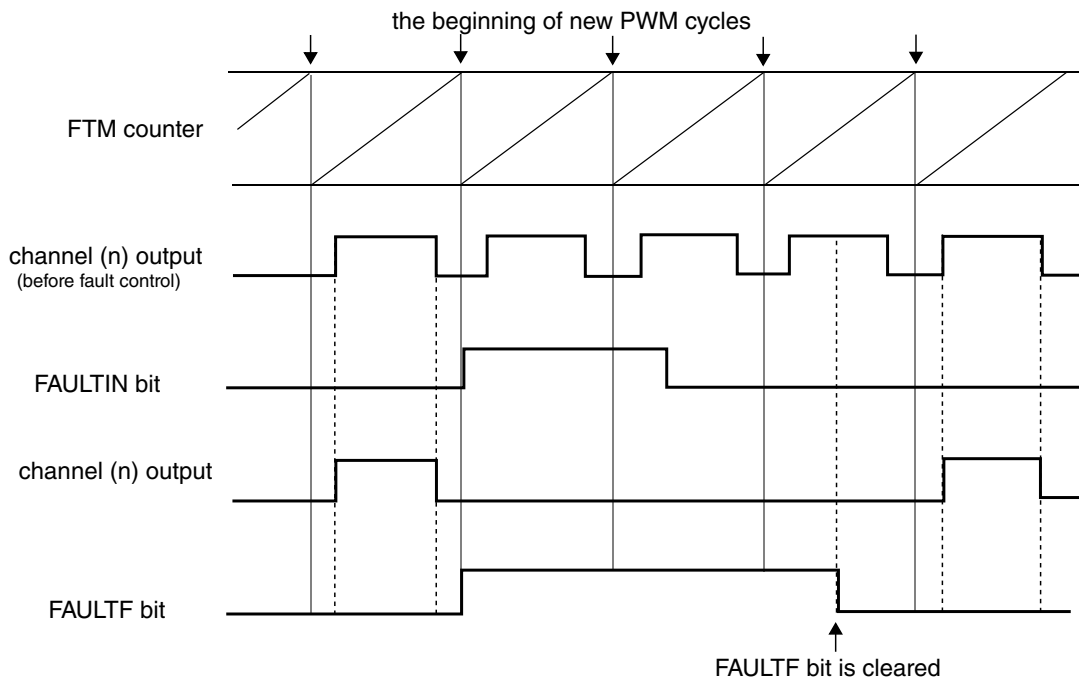 the beginning of new PWM cycles
FTM counter
channel (n) output
(before fault control)
FAULTIN bit
channel (n) output
FAULTF bit
FAULTF bit is cleared